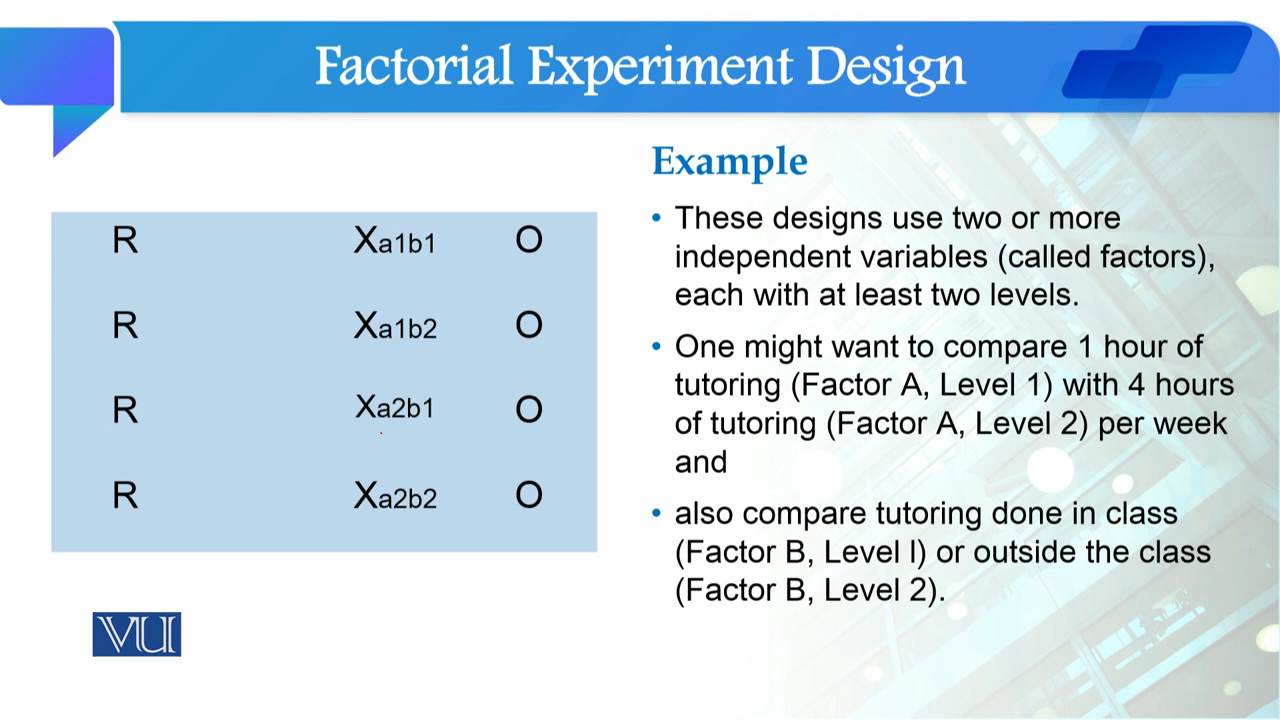 Factorial Experiment Design
R Xa1b1 O
R Xa1b2 O
R Xa2b1 O
R Xa2b2 O
Example
• These designs use two or more
independent variables (called factors),
each with at least two levels.
• One might want to compare 1 hour of
tutoring (Factor A, Level 1) with 4 hours
of tutoring (Factor A, Level 2) per week
and
• also compare tutoring done in class
(Factor B, Level l) or outside the class
(Factor B, Level 2).
VU